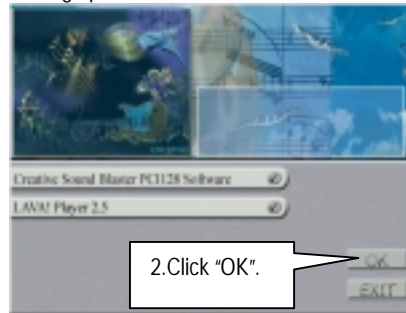 Creative Sound Blaster PCI128 Software
LAVA! Player 2.5
2.Click "OK".
OK
EXIT